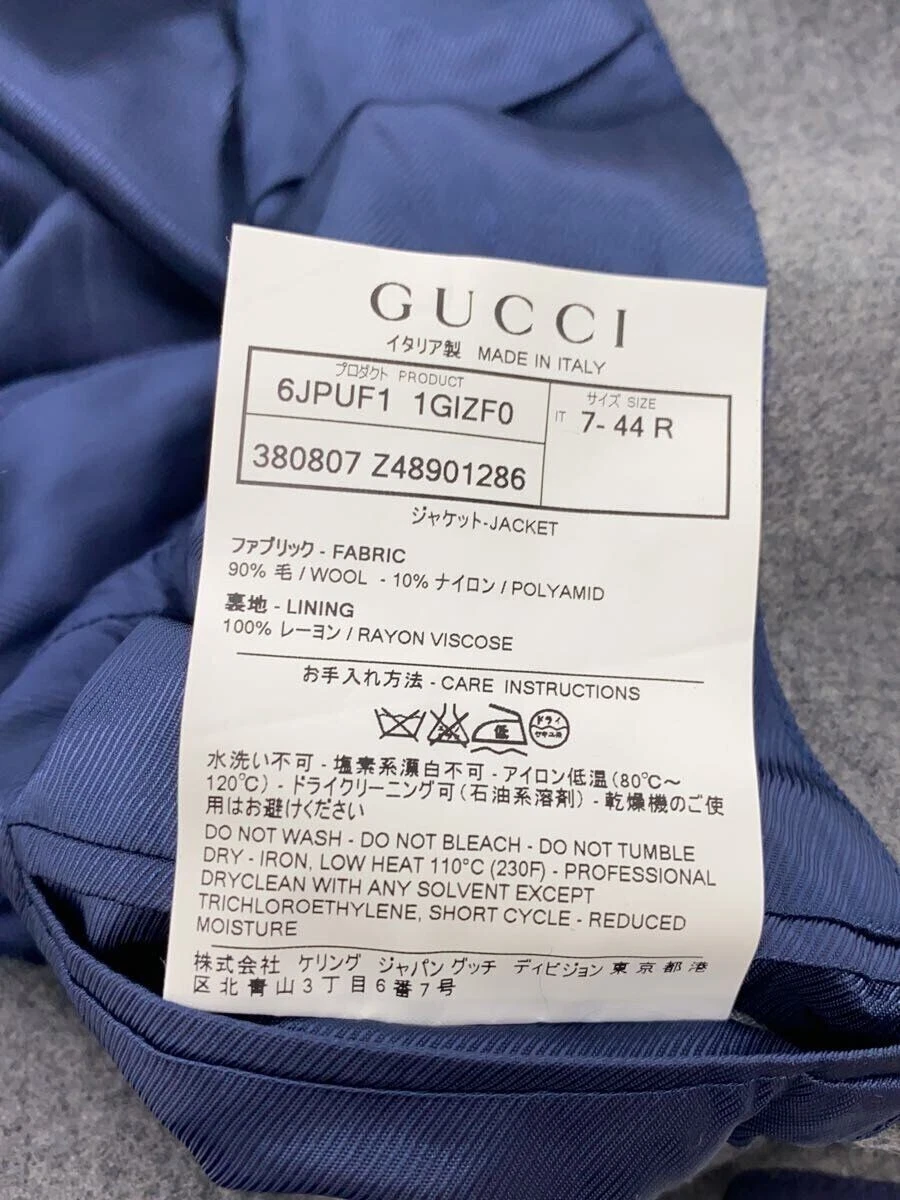 GUCCI
イタリア製 MADE IN ITALY
プロダクト PRODUCT
6JPUF1 1GIZF0
380807 Z48901286
サイズ SIZE
IT 7- 44 R
ジャケット-JACKET
ファブリック - FABRIC
90% 毛 / WOOL - 10% ナイロン / POLYAMID
裏地 - LINING
100% レーヨン / RAYON VISCOSE
お手入れ方法 - CARE INSTRUCTIONS
低
ドライ
セキユ系
水洗い不可 - 塩素系漂白不可 - アイロン低温 (80℃～
120℃) - ドライクリーニング可 (石油系溶剤) - 乾燥機のご使
用はお避けください
DO NOT WASH - DO NOT BLEACH - DO NOT TUMBLE
DRY - IRON, LOW HEAT 110°C (230F) - PROFESSIONAL
DRYCLEAN WITH ANY SOLVENT EXCEPT
TRICHLOROETHYLENE, SHORT CYCLE - REDUCED
MOISTURE
株式会社 ケリング ジャパン グッチ ディビジョン 東京都港
区北青山3丁目6番7号